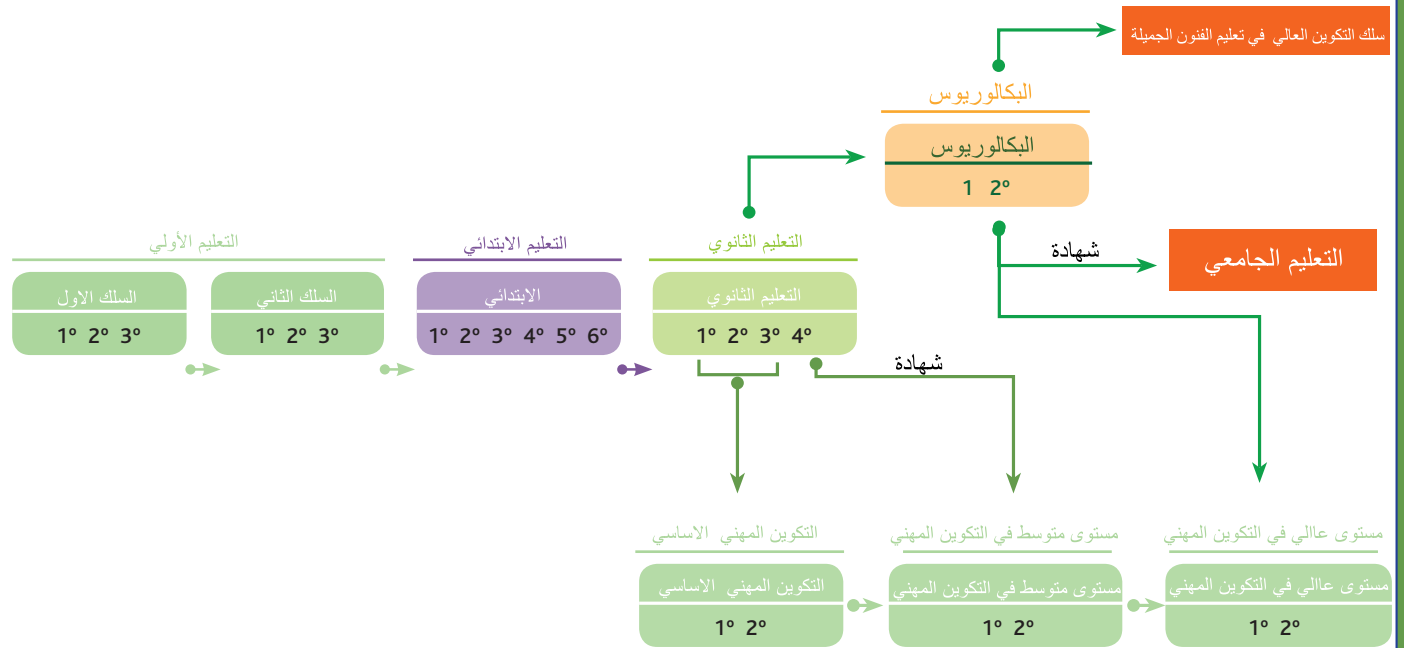 سلك التكوين العالي في تعليم الفنون الجميلة
البكالوريوس
البكالوريوس
1 2º
شهادة
التعليم الجامعي
التعليم الأولي
التعليم الابتدائي
التعليم الثانوي
السلك الاول
1º 2º 3º
السلك الثاني
1º 2º 3º
الابتدائي
1º 2º 3º 4º 5º 6º
التعليم الثانوي
1º 2º 3º 4º
شهادة
التكوين المهني الاساسي
مستوى متوسط في التكوين المهني
مستوى عاالي في التكوين المهني
التكوين المهني الاساسي
1º 2º
مستوى متوسط في التكوين المهني
1º 2º
مستوى عاالي في التكوين المهني
1º 2º